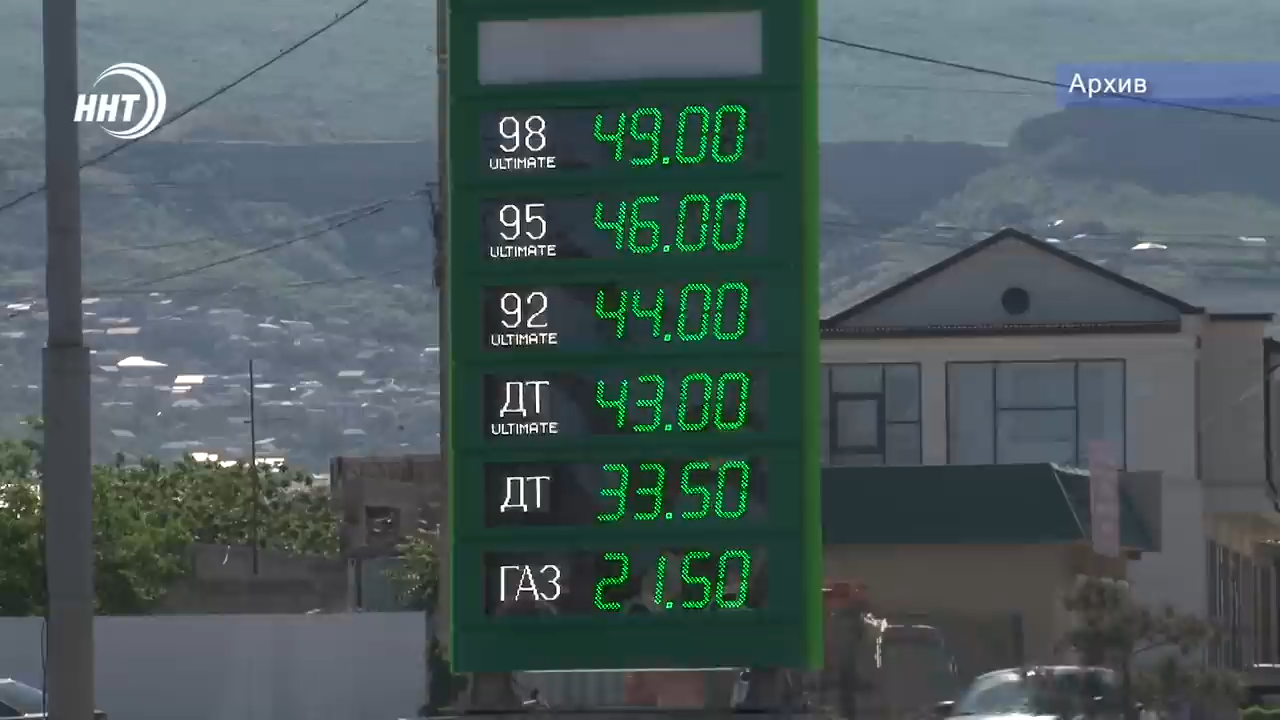 ННТ
Архив
98 49.00
ULTIMATE
95 46.00
ULTIMATE
92 44.00
ULTIMATE
ДТ 43.00
ULTIMATE
ДТ 33.50
ГАЗ 21.50